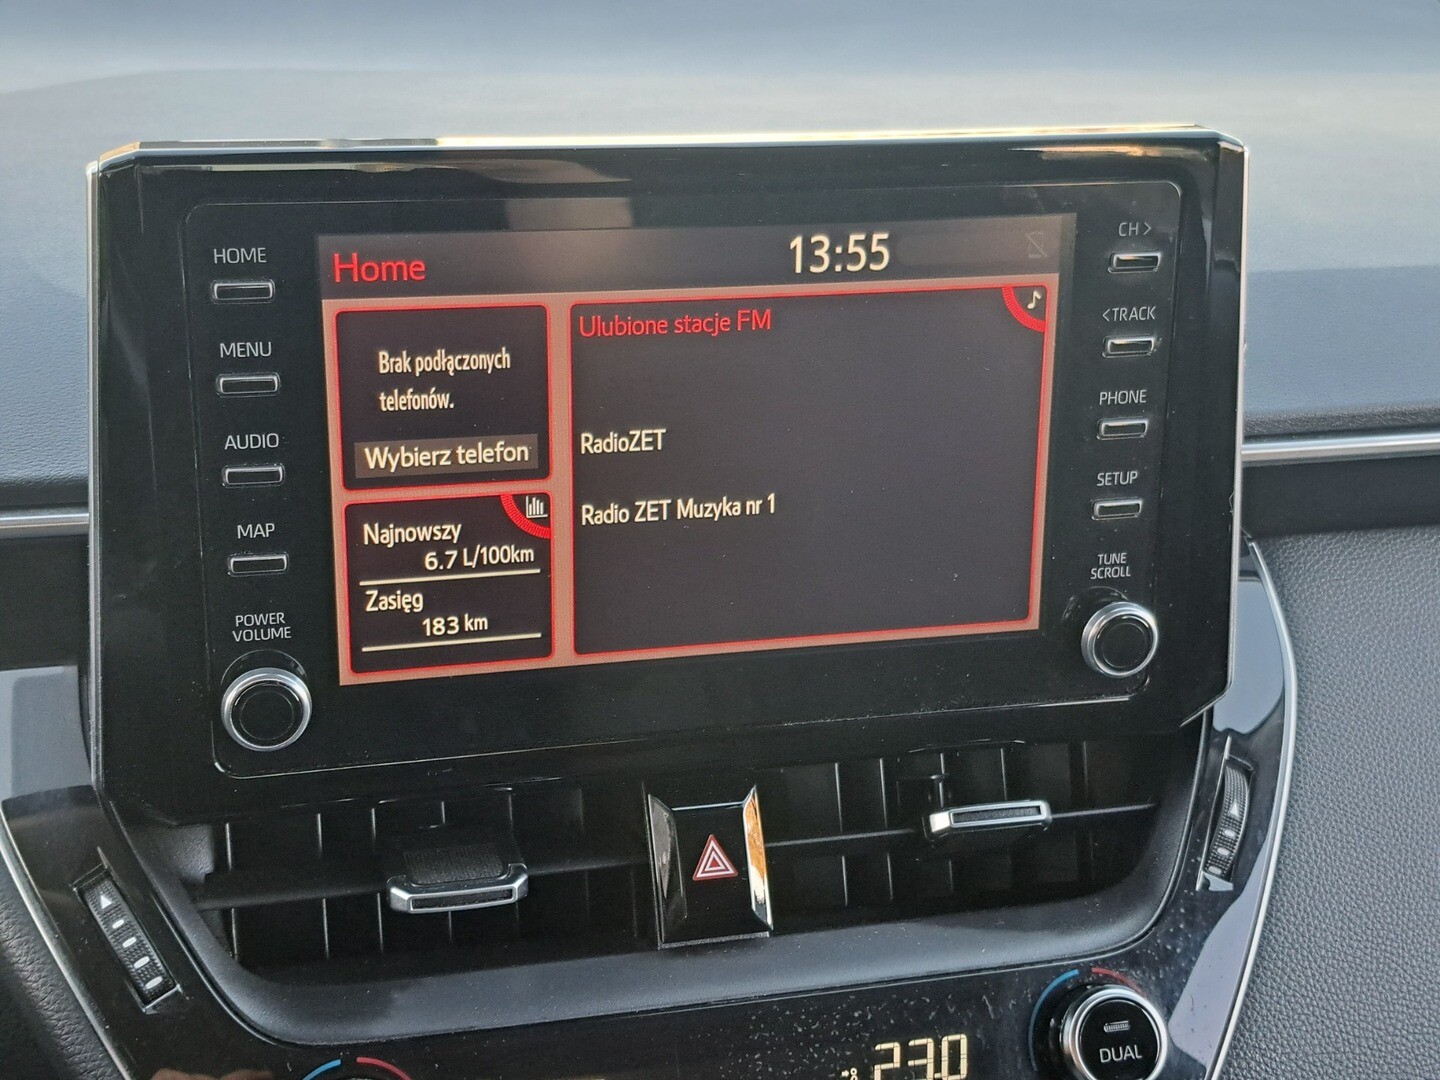 Home
13:55
Brak podłączonych
telefonów.
Wybierz telefon
Najnowszy
6.7 L/100km
Zasięg
183 km
Ulubione stacje FM
RadioZET
Radio ZET Muzyka nr 1
HOME
MENU
AUDIO
MAP
POWER
VOLUME
CH >
< TRACK
PHONE
SETUP
TUNE
SCROLL
23.0
DUAL